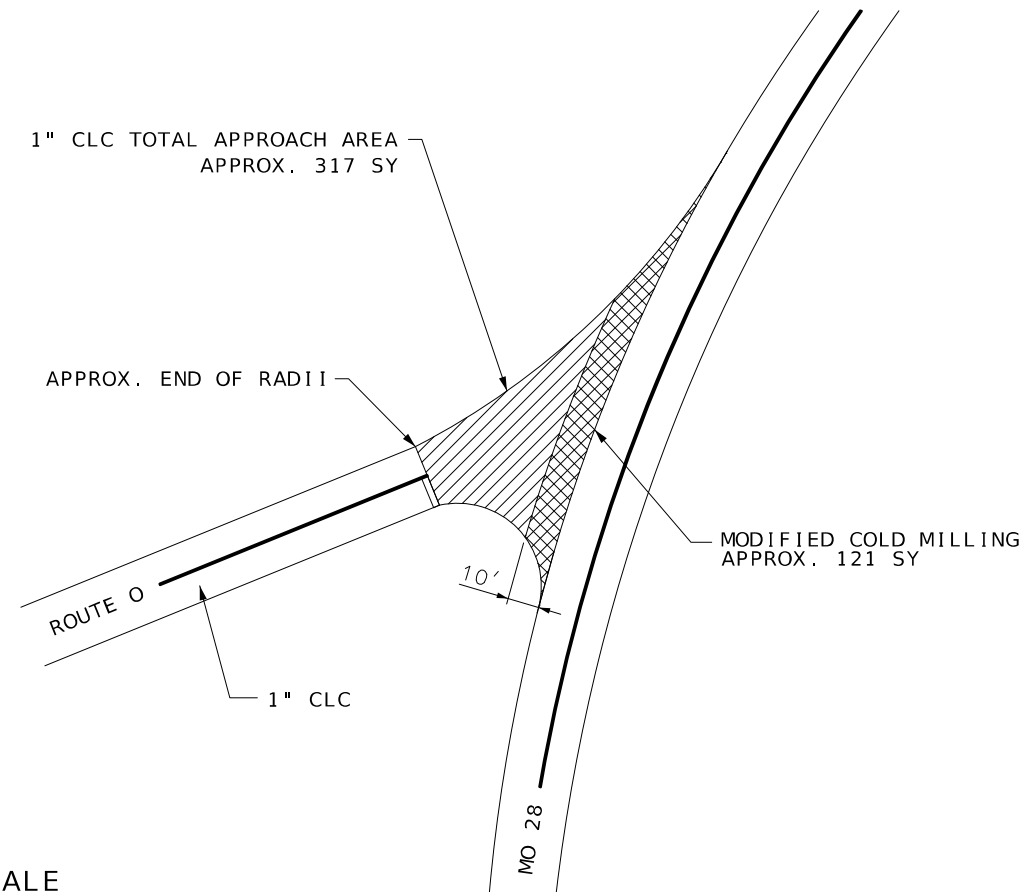 1" CLC TOTAL APPROACH AREA
APPROX. 317 SY
APPROX. END OF RADII
MODIFIED COLD MILLING
APPROX. 121 SY
10'
ROUTE O
1" CLC
MO 28
ALE